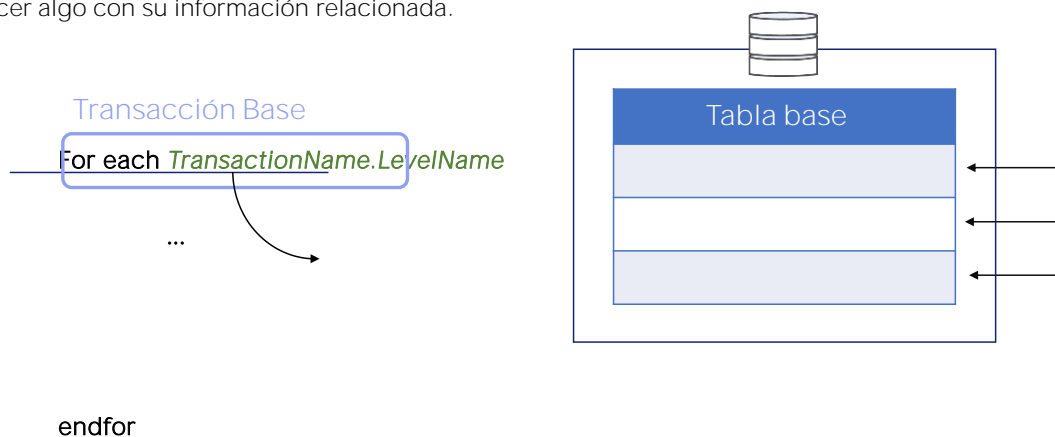 cer algo con su información relacionada.
Transacción Base
For each TransactionName.LevelName
...
endfor
Tabla base